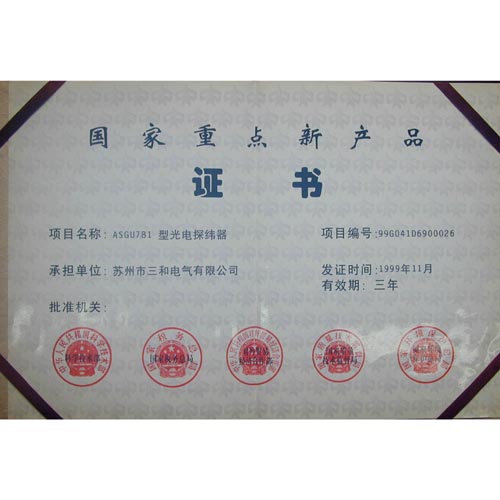 国家重点新产品
证书
项目名称: ASGU781 型光电探纬器
项目编号: 99G041D6900026
承担单位: 苏州市三和电气有限公司
发证时间: 1999年11月
有效期: 三年
批准机关: